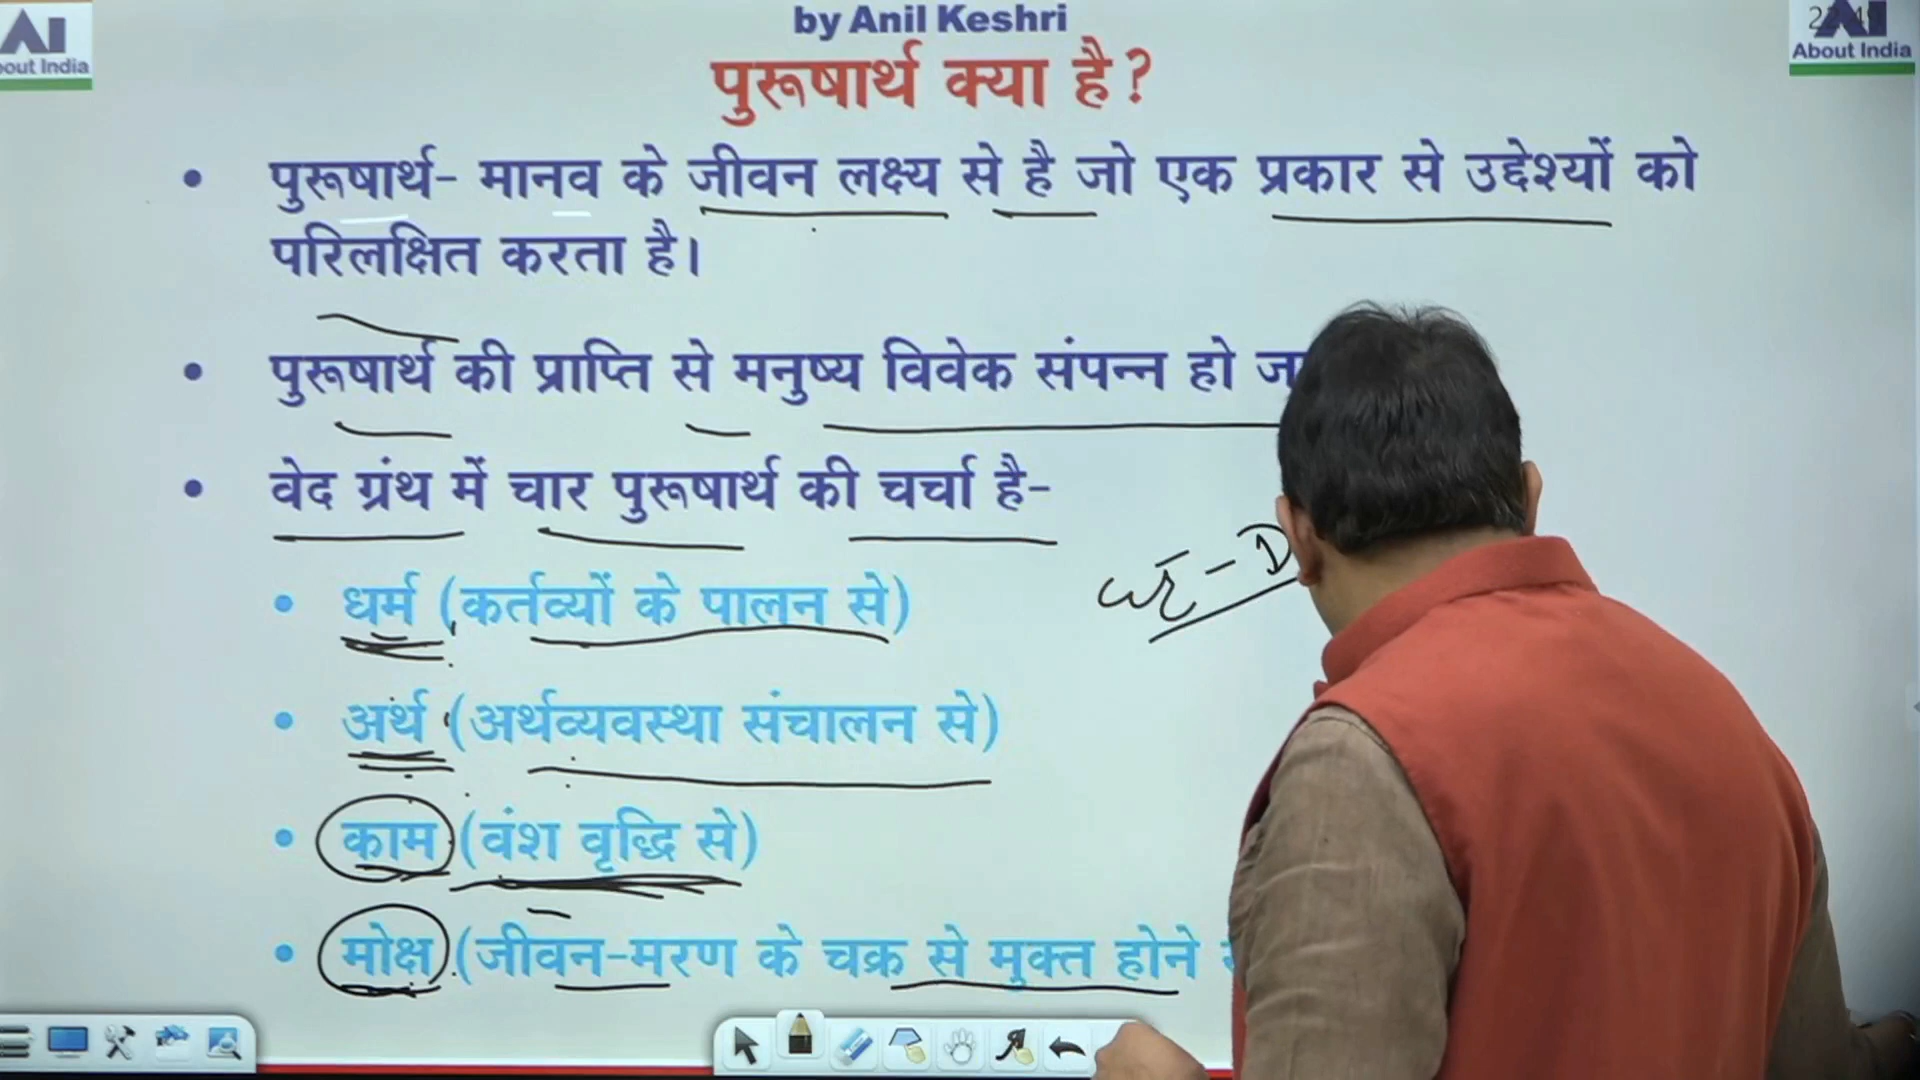 by Anil Keshri
About India
पुरूषार्थ क्या है?
• पुरूषार्थ- मानव के जीवन लक्ष्य से है जो एक प्रकार से उद्देश्यों को
परिलक्षित करता है।
• पुरूषार्थ की प्राप्ति से मनुष्य विवेक संपन्न हो
• वेद ग्रंथ में चार पुरूषार्थ की चर्चा है-
• धर्म (कर्तव्यों के पालन से)
• अर्थ (अर्थव्यवस्था संचालन से)
• काम (वंश वृद्धि से)
• मोक्ष (जीवन-मरण के चक्र से मुक्त होने